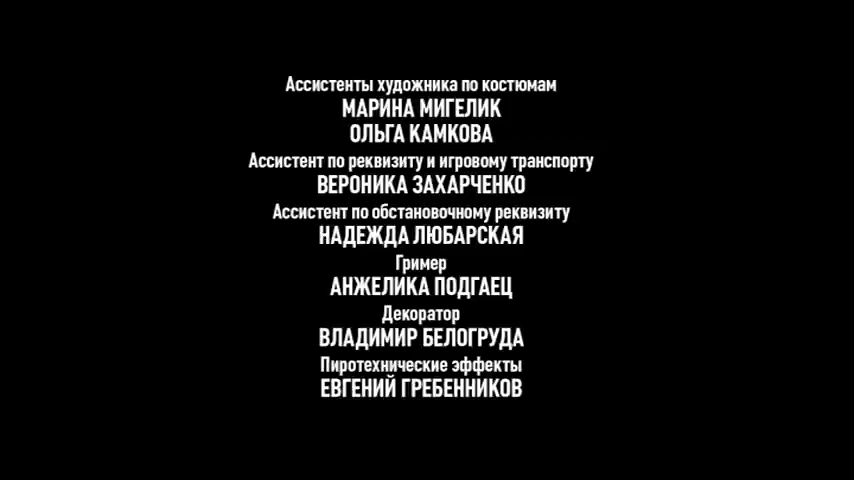 Ассистенты художника по костюмам
МАРИНА МИГЕЛИК
ОЛЬГА КАМКОВА
Ассистент по реквизиту и игровому транспорту
ВЕРОНИКА ЗАХАРЧЕНКО
Ассистент по обстановочному реквизиту
НАДЕЖДА ЛЮБАРСКАЯ
Гример
АНЖЕЛИКА ПОДГАЕЦ
Декоратор
ВЛАДИМИР БЕЛОГРУДА
Пиротехнические эффекты
ЕВГЕНИЙ ГРЕБЕННИКОВ